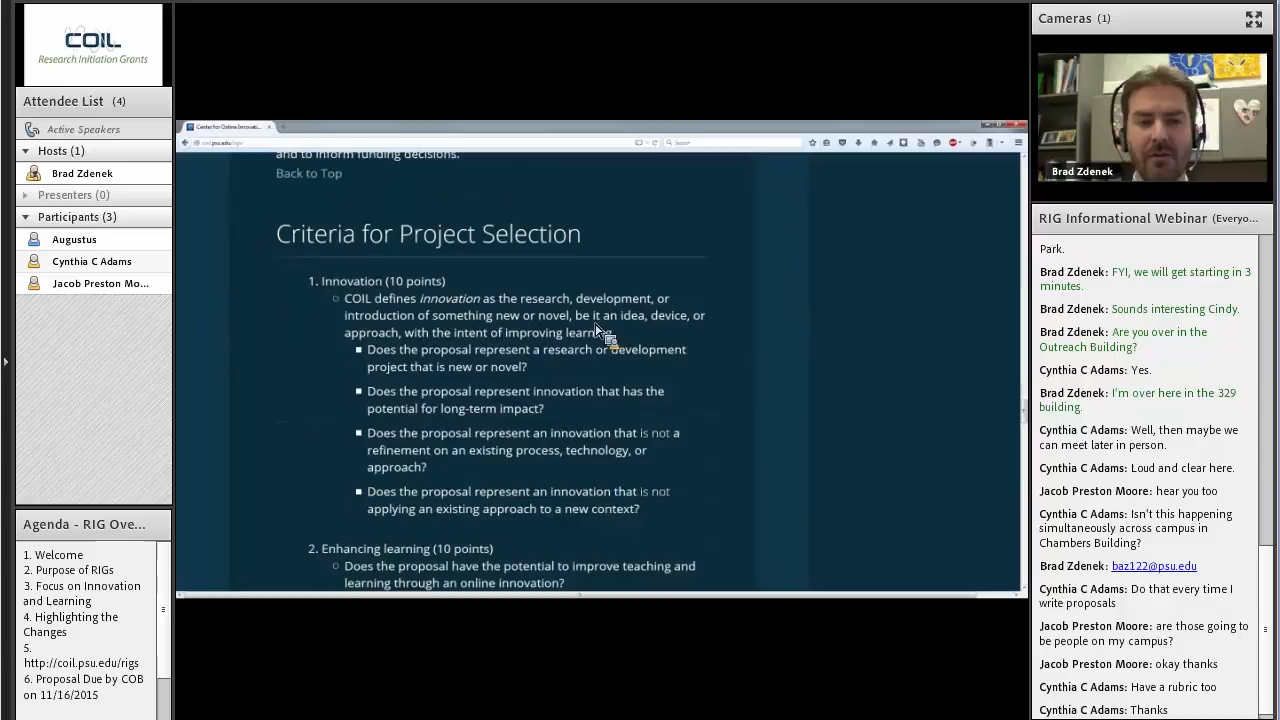 COIL
Research Initiation Grants
Attendee List (4)
Active Speakers
Hosts (1)
Brad Zdenek
Presenters (0)
Participants (3)
Augustus
Cynthia C Adams
Jacob Preston Mo...
Agenda - RIG Ove...
1. Welcome
2. Purpose of RIGs
3. Focus on Innovation
and Learning
4. Highlighting the
Changes
5.
http://coil.psu.edu/rigs
6. Proposal Due by COB
on 11/16/2015
Center for Online Innovati...
coil.psu.edu/rigs/
Search
and to inform funding decisions.
Back to Top
Criteria for Project Selection
1. Innovation (10 points)
COIL defines innovation as the research, development, or
introduction of something new or novel, be it an idea, device, or
approach, with the intent of improving learning.
Does the proposal represent a research or development
project that is new or novel?
Does the proposal represent innovation that has the
potential for long-term impact?
Does the proposal represent an innovation that is not a
refinement on an existing process, technology, or
approach?
Does the proposal represent an innovation that is not
applying an existing approach to a new context?
2. Enhancing learning (10 points)
Does the proposal have the potential to improve teaching and
learning through an online innovation?
Cameras (1)
Brad Zdenek
RIG Informational Webinar (Everyo...
Park.
Brad Zdenek: FYI, we will get starting in 3
minutes.
Brad Zdenek: Sounds interesting Cindy.
Brad Zdenek: Are you over in the
Outreach Building?
Cynthia C Adams: Yes.
Brad Zdenek: I'm over here in the 329
building.
Cynthia C Adams: Well, then maybe we
can meet later in person.
Cynthia C Adams: Loud and clear here.
Jacob Preston Moore: hear you too
Cynthia C Adams: Isn't this happening
simultaneously across campus in
Chambers Building?
Brad Zdenek: baz122@psu.edu
Cynthia C Adams: Do that every time I
write proposals
Jacob Preston Moore: are those going to
be people on my campus?
Jacob Preston Moore: okay thanks
Cynthia C Adams: Have a rubric too
Cynthia C Adams: Thanks